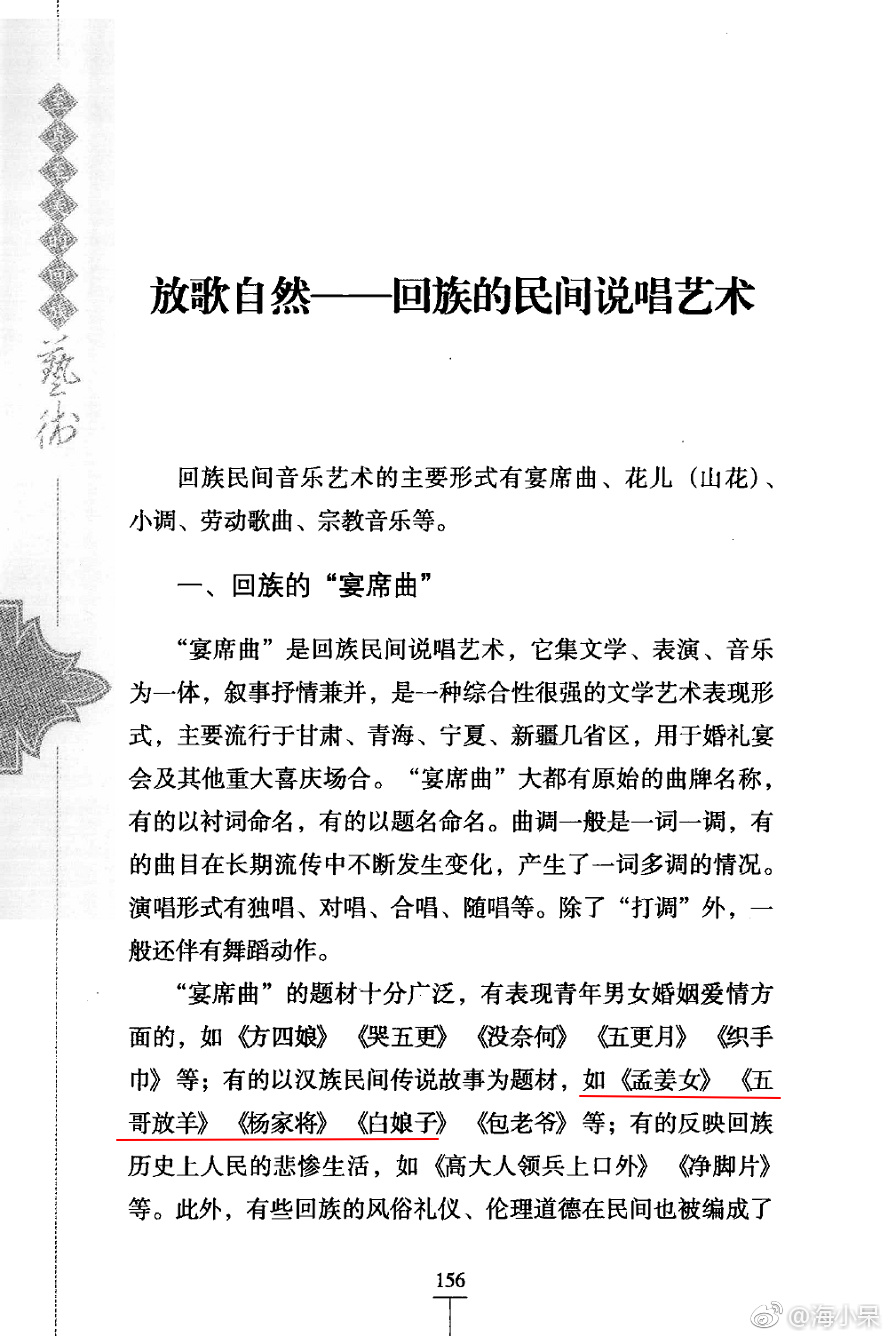 艺术
放歌自然——回族的民间说唱艺术
回族民间音乐艺术的主要形式有宴席曲、花儿（山花）、
小调、劳动歌曲、宗教音乐等。
一、回族的“宴席曲”
“宴席曲”是回族民间说唱艺术，它集文学、表演、音乐
为一体，叙事抒情兼并，是一种综合性很强的文学艺术表现形
式，主要流行于甘肃、青海、宁夏、新疆几省区，用于婚礼宴
会及其他重大喜庆场合。“宴席曲”大都有原始的曲牌名称，
有的以衬词命名，有的以题名命名。曲调一般是一词一调，有
的曲目在长期流传中不断发生变化，产生了一词多调的情况。
演唱形式有独唱、对唱、合唱、随唱等。除了“打调”外，一
般还伴有舞蹈动作。
“宴席曲”的题材十分广泛，有表现青年男女婚姻爱情方
面的，如《方四娘》《哭五更》《没奈何》《五更月》《织手
巾》等；有的以汉族民间传说故事为题材，如《孟姜女》《五
哥放羊》《杨家将》《白娘子》《包老爷》等；有的反映回族
历史上人民的悲惨生活，如《高大人领兵上口外》《净脚片》
等。此外，有些回族的风俗礼仪、伦理道德在民间也被编成了
156
@海小呆